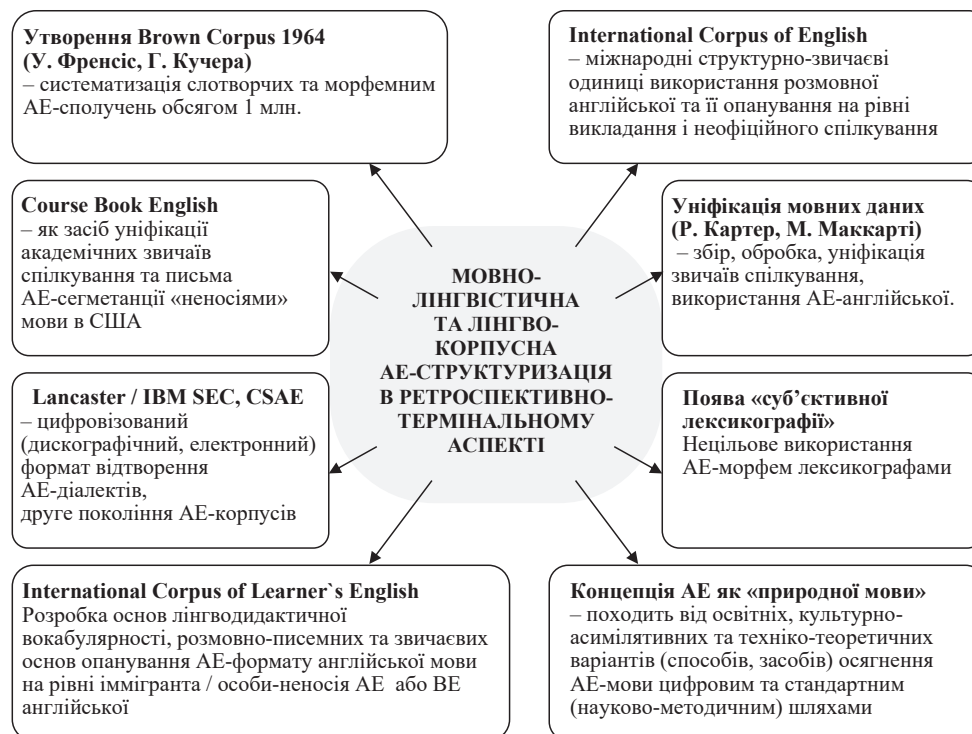 Утворення Brown Corpus 1964
(У. Френсіс, Г. Кучера)
– систематизація слотворчих та морфемним
АЕ-сполучень обсягом 1 млн.
International Corpus of English
– міжнародні структурно-звичаєві
одиниці використання розмовної
англійської та її опанування на рівні
викладання і неофіційного спілкування
Course Book English
– як засіб уніфікації
академічних звичаїв
спілкування та письма
АЕ-сегметанції «неносіями»
мови в США
Уніфікація мовних даних
(Р. Картер, М. Маккарті)
– збір, обробка, уніфікація
звичаїв спілкування,
використання АЕ-англійської.
МОВНО-
ЛІНГВІСТИЧНА
ТА ЛІНГВО-
КОРПУСНА
АЕ-СТРУКТУРИЗАЦІЯ
В РЕТРОСПЕКТИВНО-
ТЕРМІНАЛЬНОМУ
АСПЕКТІ
Lancaster / IBM SEC, CSAE
– цифровізований
(дискографічний, електронний)
формат відтворення
АЕ-діалектів,
друге покоління АЕ-корпусів
Поява «суб’єктивної
лексикографії»
Нецільове використання
АЕ-морфем лексикографами
International Corpus of Learner`s English
Розробка основ лінгводидактичної
вокабулярності, розмовно-писемних та звичаєвих
основ опанування АЕ-формату англійської мови
на рівні іммігранта / особи-неносія АЕ або ВЕ
англійської
Концепція АЕ як «природної мови»
– походить від освітніх, культурно-
асимілятивних та техніко-теоретичних
варіантів (способів, засобів) осягнення
АЕ-мови цифровим та стандартним
(науково-методичним) шляхами